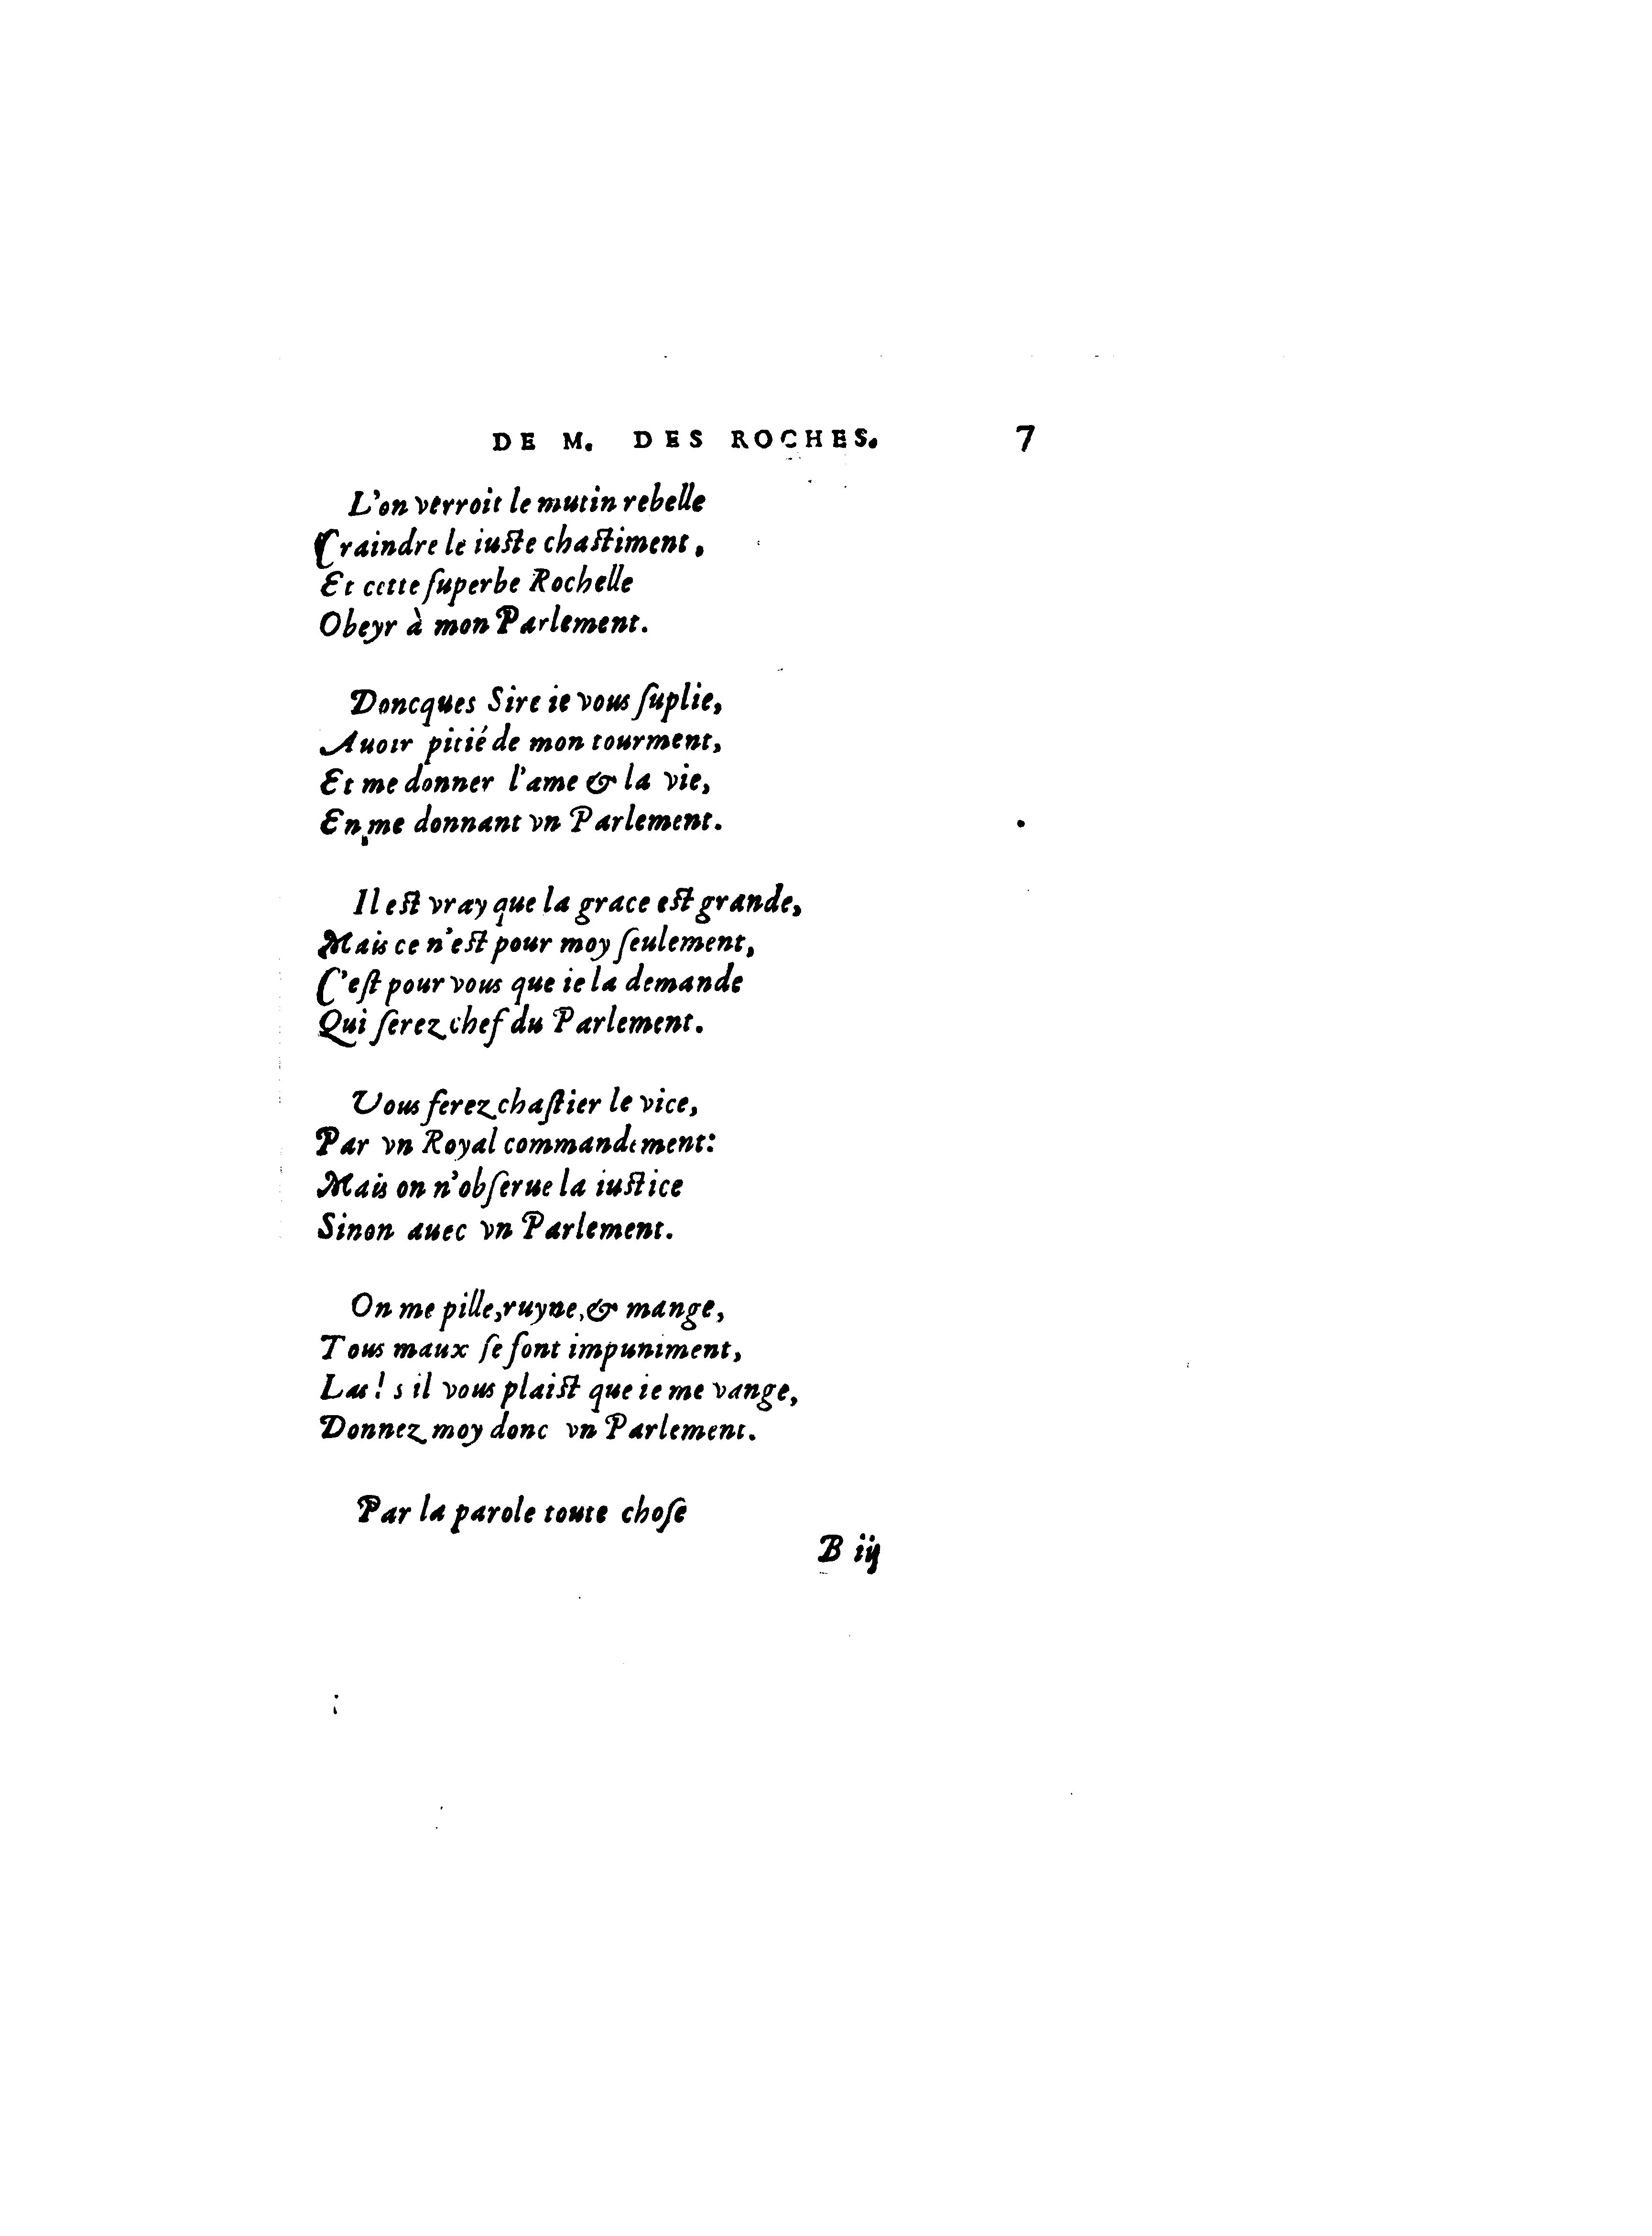 DE M. DES ROCHES. 7
L'on verroit le mutin rebelle
Craindre le iuste chastiment,
Et cette ſuperbe Rochelle
Obeyr à mon Parlement.
Doncques Sire ie vous ſuplie,
Auoir pitié de mon tourment,
Et me donner l'ame & la vie,
En me donnant vn Parlement.
Il est vray que la grace est grande,
Mais ce n'est pour moy ſeulement,
C'eſt pour vous que ie la demande
Qui ſerez chef du Parlement.
Vous ferez chaſtier le vice,
Par vn Royal commandement:
Mais on n'obſerue la iustice
Sinon auec vn Parlement.
On me pille, ruyne, & mange,
Tous maux ſe font impuniment,
Las! s il vous plaist que ie me vange,
Donnez moy donc vn Parlement.
Par la parole toute choſe
B iij